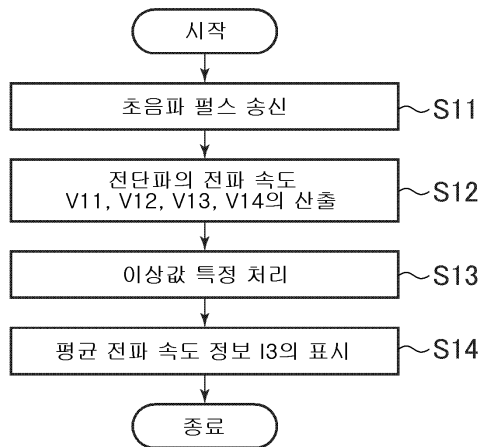 시작
초음파 펄스 송신
S11
전단파의 전파 속도
V11, V12, V13, V14의 산출
S12
이상값 특정 처리
S13
평균 전파 속도 정보 I3의 표시
S14
종료